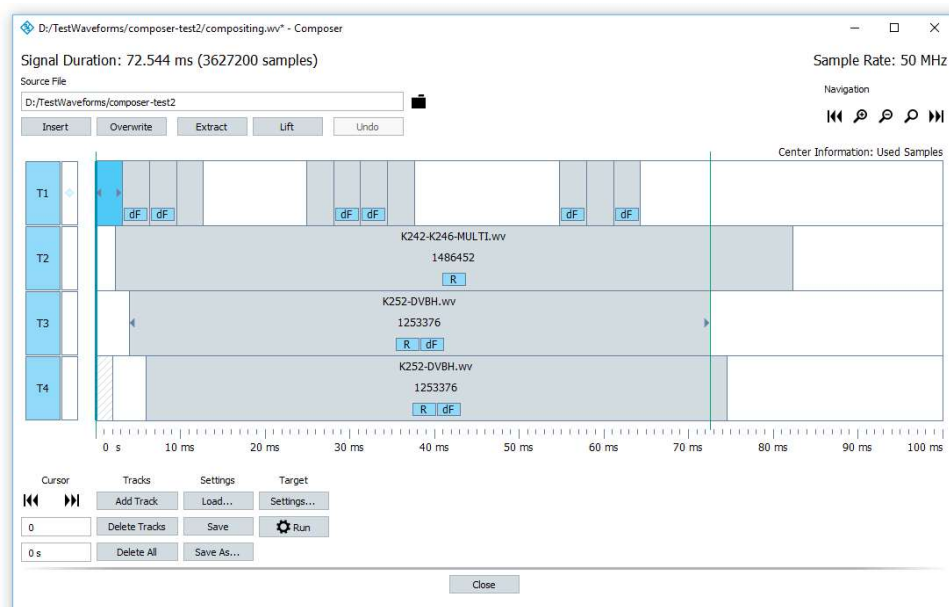 D:/TestWaveforms/composer-test2/compositing.wv* - Composer
Signal Duration: 72.544 ms (3627200 samples)
Sample Rate: 50 MHz
Source File
Navigation
D:/TestWaveforms/composer-test2
Insert Overwrite Extract Lift Undo
Center Information: Used Samples
T1
dF dF dF dF dF dF
K242-K246-MULTI.wv
T2
1486452
R
K252-DVBH.wv
T3
1253376
R dF
K252-DVBH.wv
T4
1253376
R dF
0 s 10 ms 20 ms 30 ms 40 ms 50 ms 60 ms 70 ms 80 ms 90 ms 100 ms
Cursor Tracks Settings Target
Add Track Load... Settings...
0 Delete Tracks Save Run
0 s Delete All Save As...
Close